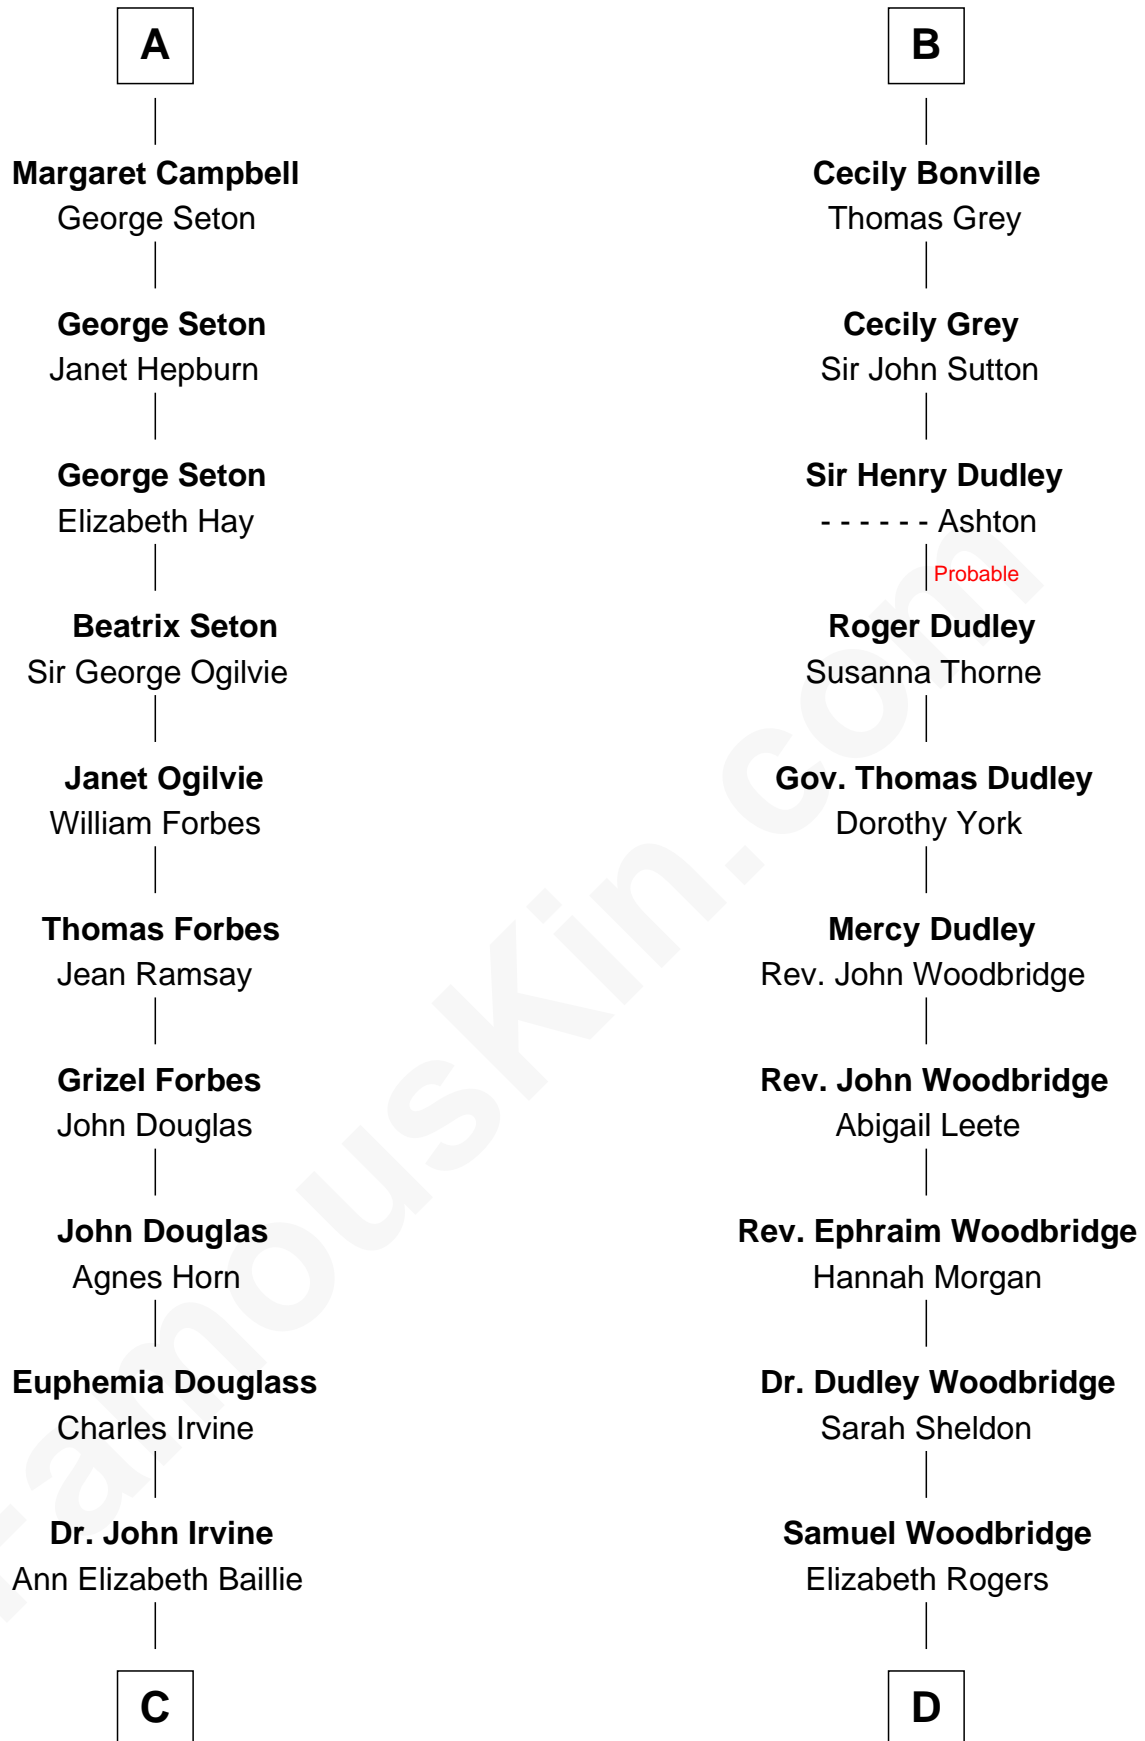 A
Margaret Campbell
George Seton
George Seton
Janet Hepburn
George Seton
Elizabeth Hay
Beatrix Seton
Sir George Ogilvie
Janet Ogilvie
William Forbes
Thomas Forbes
Jean Ramsay
Grizel Forbes
John Douglas
John Douglas
Agnes Horn
Euphemia Douglass
Charles Irvine
Dr. John Irvine
Ann Elizabeth Baillie
C
B
Cecily Bonville
Thomas Grey
Cecily Grey
Sir John Sutton
Sir Henry Dudley
- - - - - - Ashton
Probable
Roger Dudley
Susanna Thorne
Gov. Thomas Dudley
Dorothy York
Mercy Dudley
Rev. John Woodbridge
Rev. John Woodbridge
Abigail Leete
Rev. Ephraim Woodbridge
Hannah Morgan
Dr. Dudley Woodbridge
Sarah Sheldon
Samuel Woodbridge
Elizabeth Rogers
D
FamousKin.com